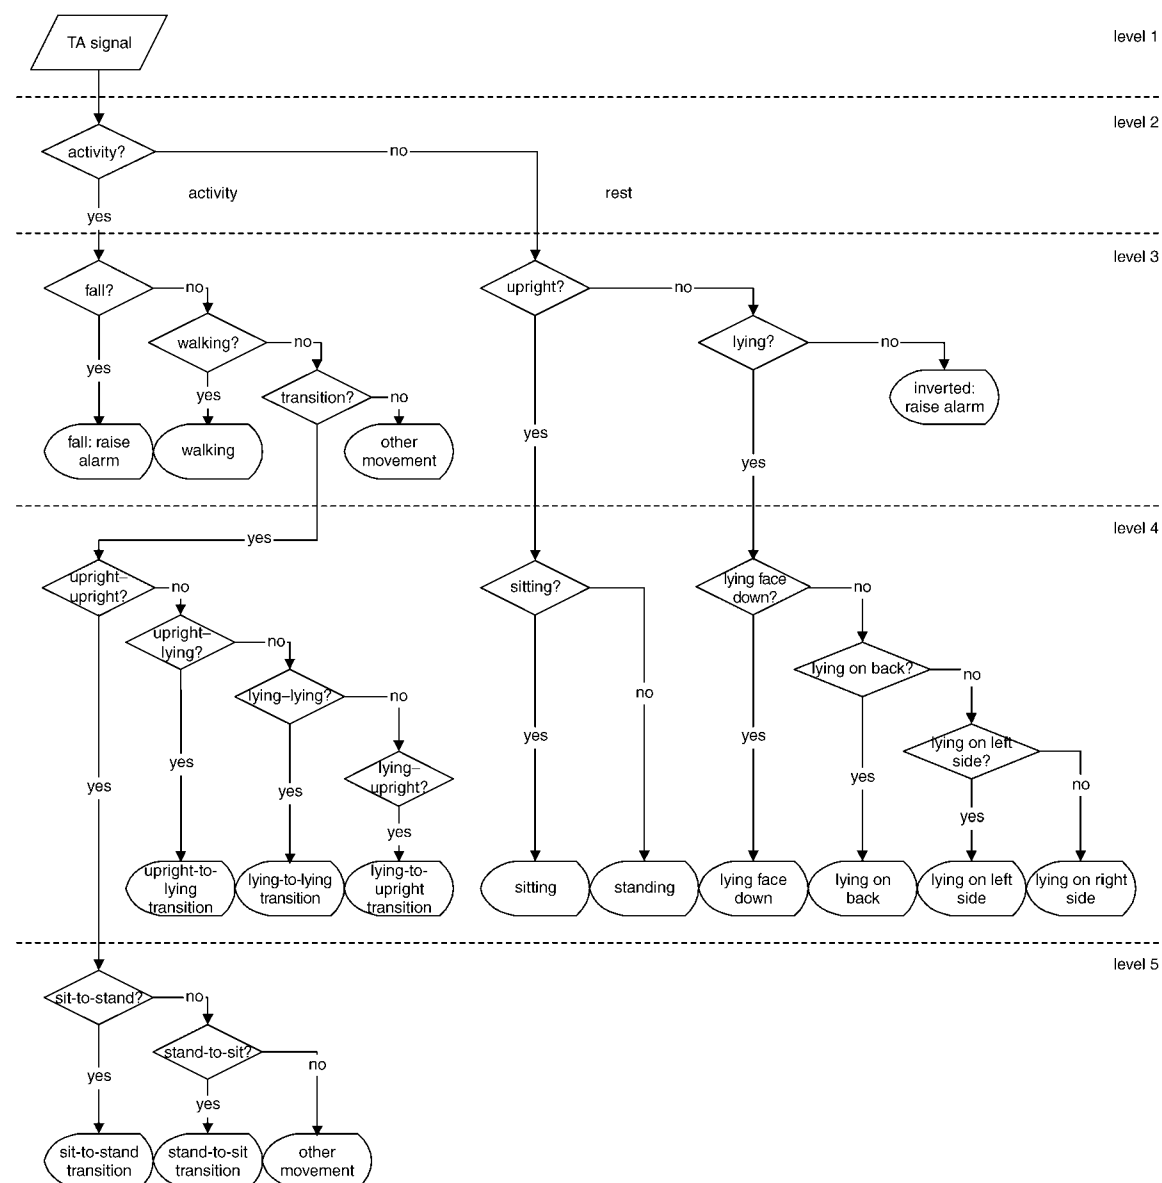 level 1
TA signal
level 2
activity?
no
activity
rest
yes
level 3
fall?
no
upright?
no
walking?
no
lying?
no
yes
yes
transition?
no
inverted:
raise alarm
fall: raise
alarm
walking
other
movement
yes
yes
level 4
yes
upright–
upright?
no
sitting?
lying face
down?
no
upright–
lying?
no
lying on back?
no
lying–lying?
no
no
yes
yes
lying on left
side?
yes
lying–
upright?
yes
no
yes
yes
yes
yes
yes
upright-to-
lying
transition
lying-to-lying
transition
lying-to-
upright
transition
sitting
standing
lying face
down
lying on
back
lying on left
side
lying on right
side
level 5
sit-to-stand?
no
stand-to-sit?
no
yes
yes
sit-to-stand
transition
stand-to-sit
transition
other
movement